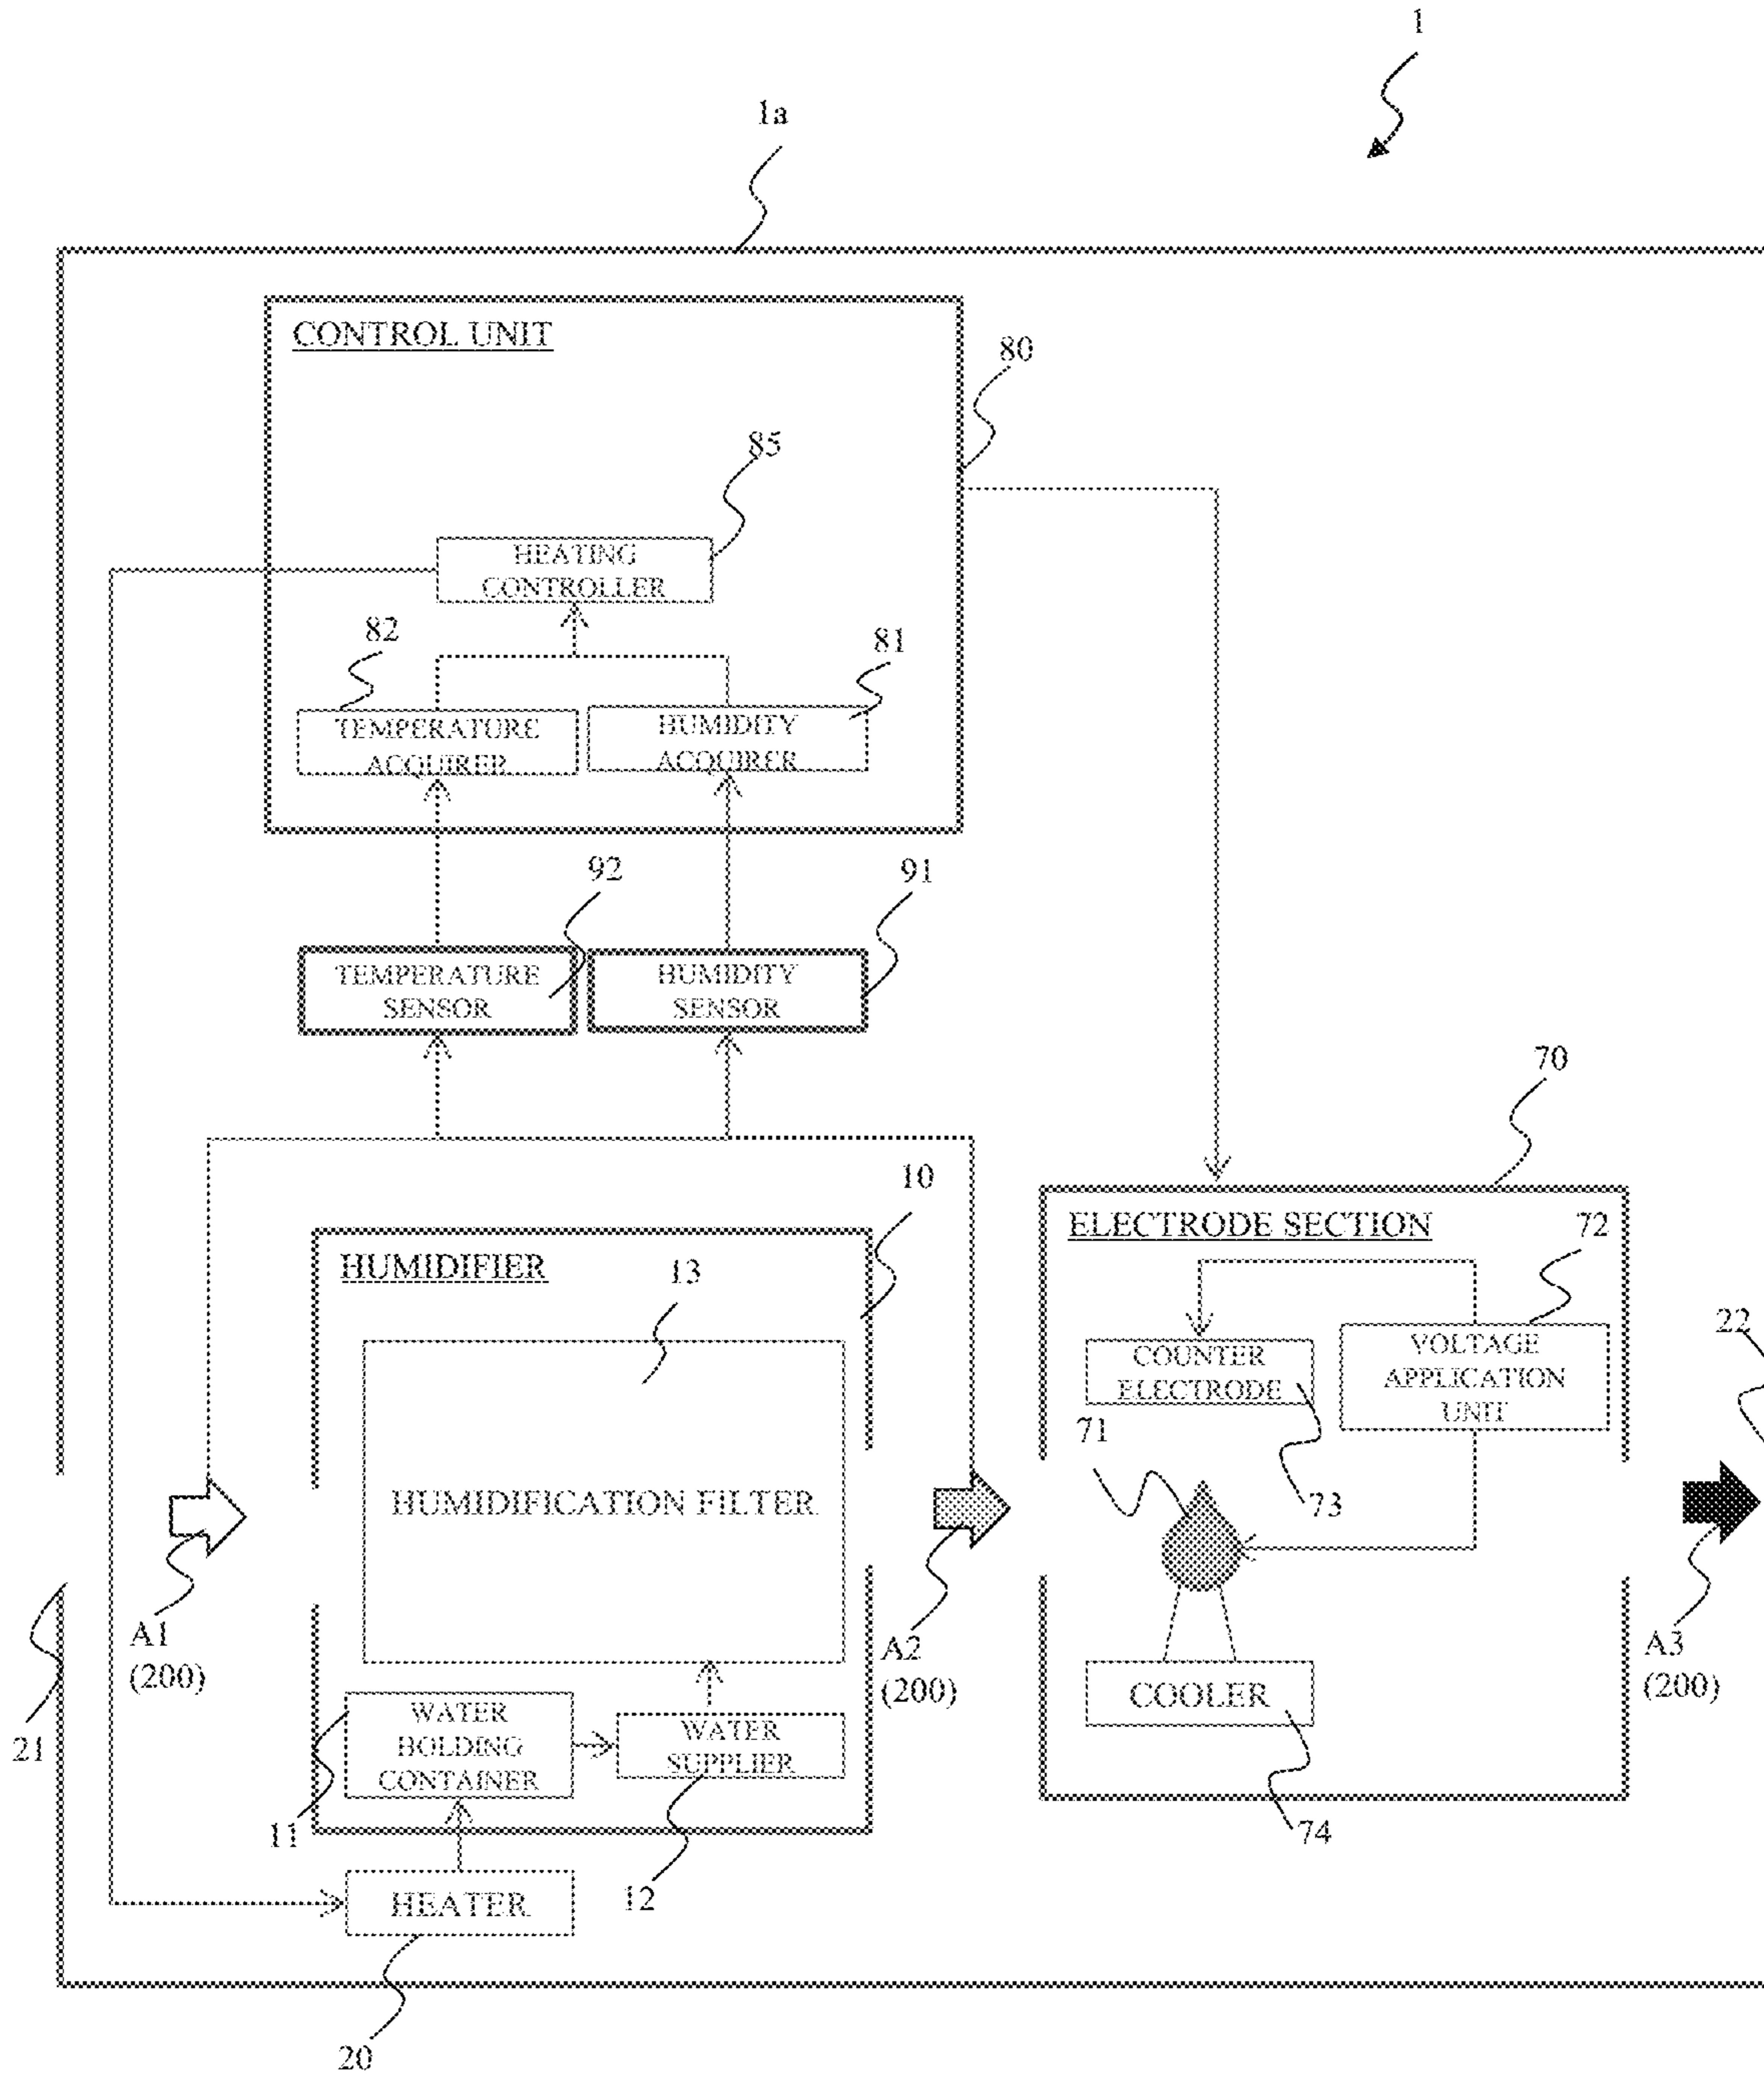 1
1a
CONTROL UNIT
80
85
HEATING
CONTROLLER
82
81
TEMPERATURE
ACQUIRER
HUMIDITY
ACQUIRER
92
91
TEMPERATURE
SENSOR
HUMIDITY
SENSOR
70
10
ELECTRODE SECTION
72
HUMIDIFIER
13
22
COUNTER
ELECTRODE
VOLTAGE
APPLICATION
UNIT
71
73
HUMIDIFICATION FILTER
A1
(200)
A2
(200)
A3
(200)
21
WATER
HOLDING
CONTAINER
WATER
SUPPLIER
COOLER
11
12
74
HEATER
20